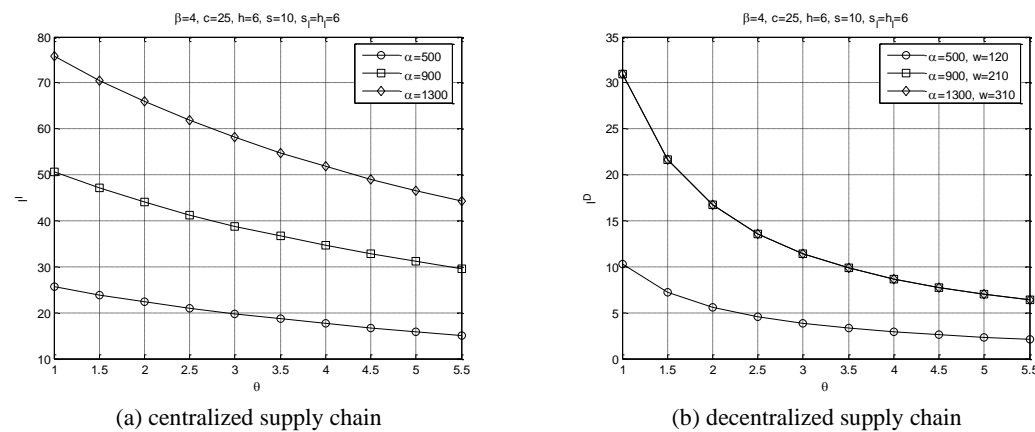 β=4, c=25, h=6, s=10, s_l=h_l=6
80
70
60
50
40
30
20
10
1 1.5 2 2.5 3 3.5 4 4.5 5 5.5
θ
I^I
α=500
α=900
α=1300
(a) centralized supply chain
β=4, c=25, h=6, s=10, s_l=h_l=6
35
30
25
20
15
10
5
0
1 1.5 2 2.5 3 3.5 4 4.5 5 5.5
θ
I^D
α=500, w=120
α=900, w=210
α=1300, w=310
(b) decentralized supply chain